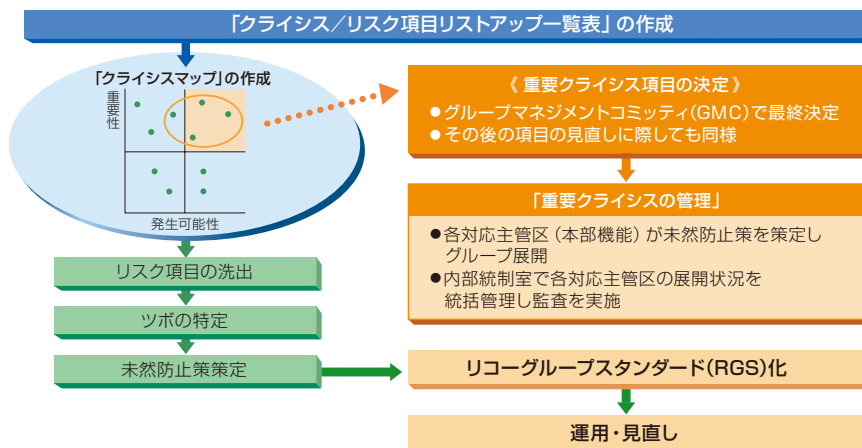 「クライシス／リスク項目リストアップ一覧表」の作成
「クライシスマップ」の作成
重要性
発生可能性
リスク項目の洗出
ツボの特定
未然防止策策定
《 重要クライシス項目の決定 》
●グループマネジメントコミッティ(GMC)で最終決定
●その後の項目の見直しに際しても同様
「重要クライシスの管理」
●各対応主管区（本部機能）が未然防止策を策定し
グループ展開
●内部統制室で各対応主管区の展開状況を
統括管理し監査を実施
リコーグループスタンダード(RGS)化
運用・見直し